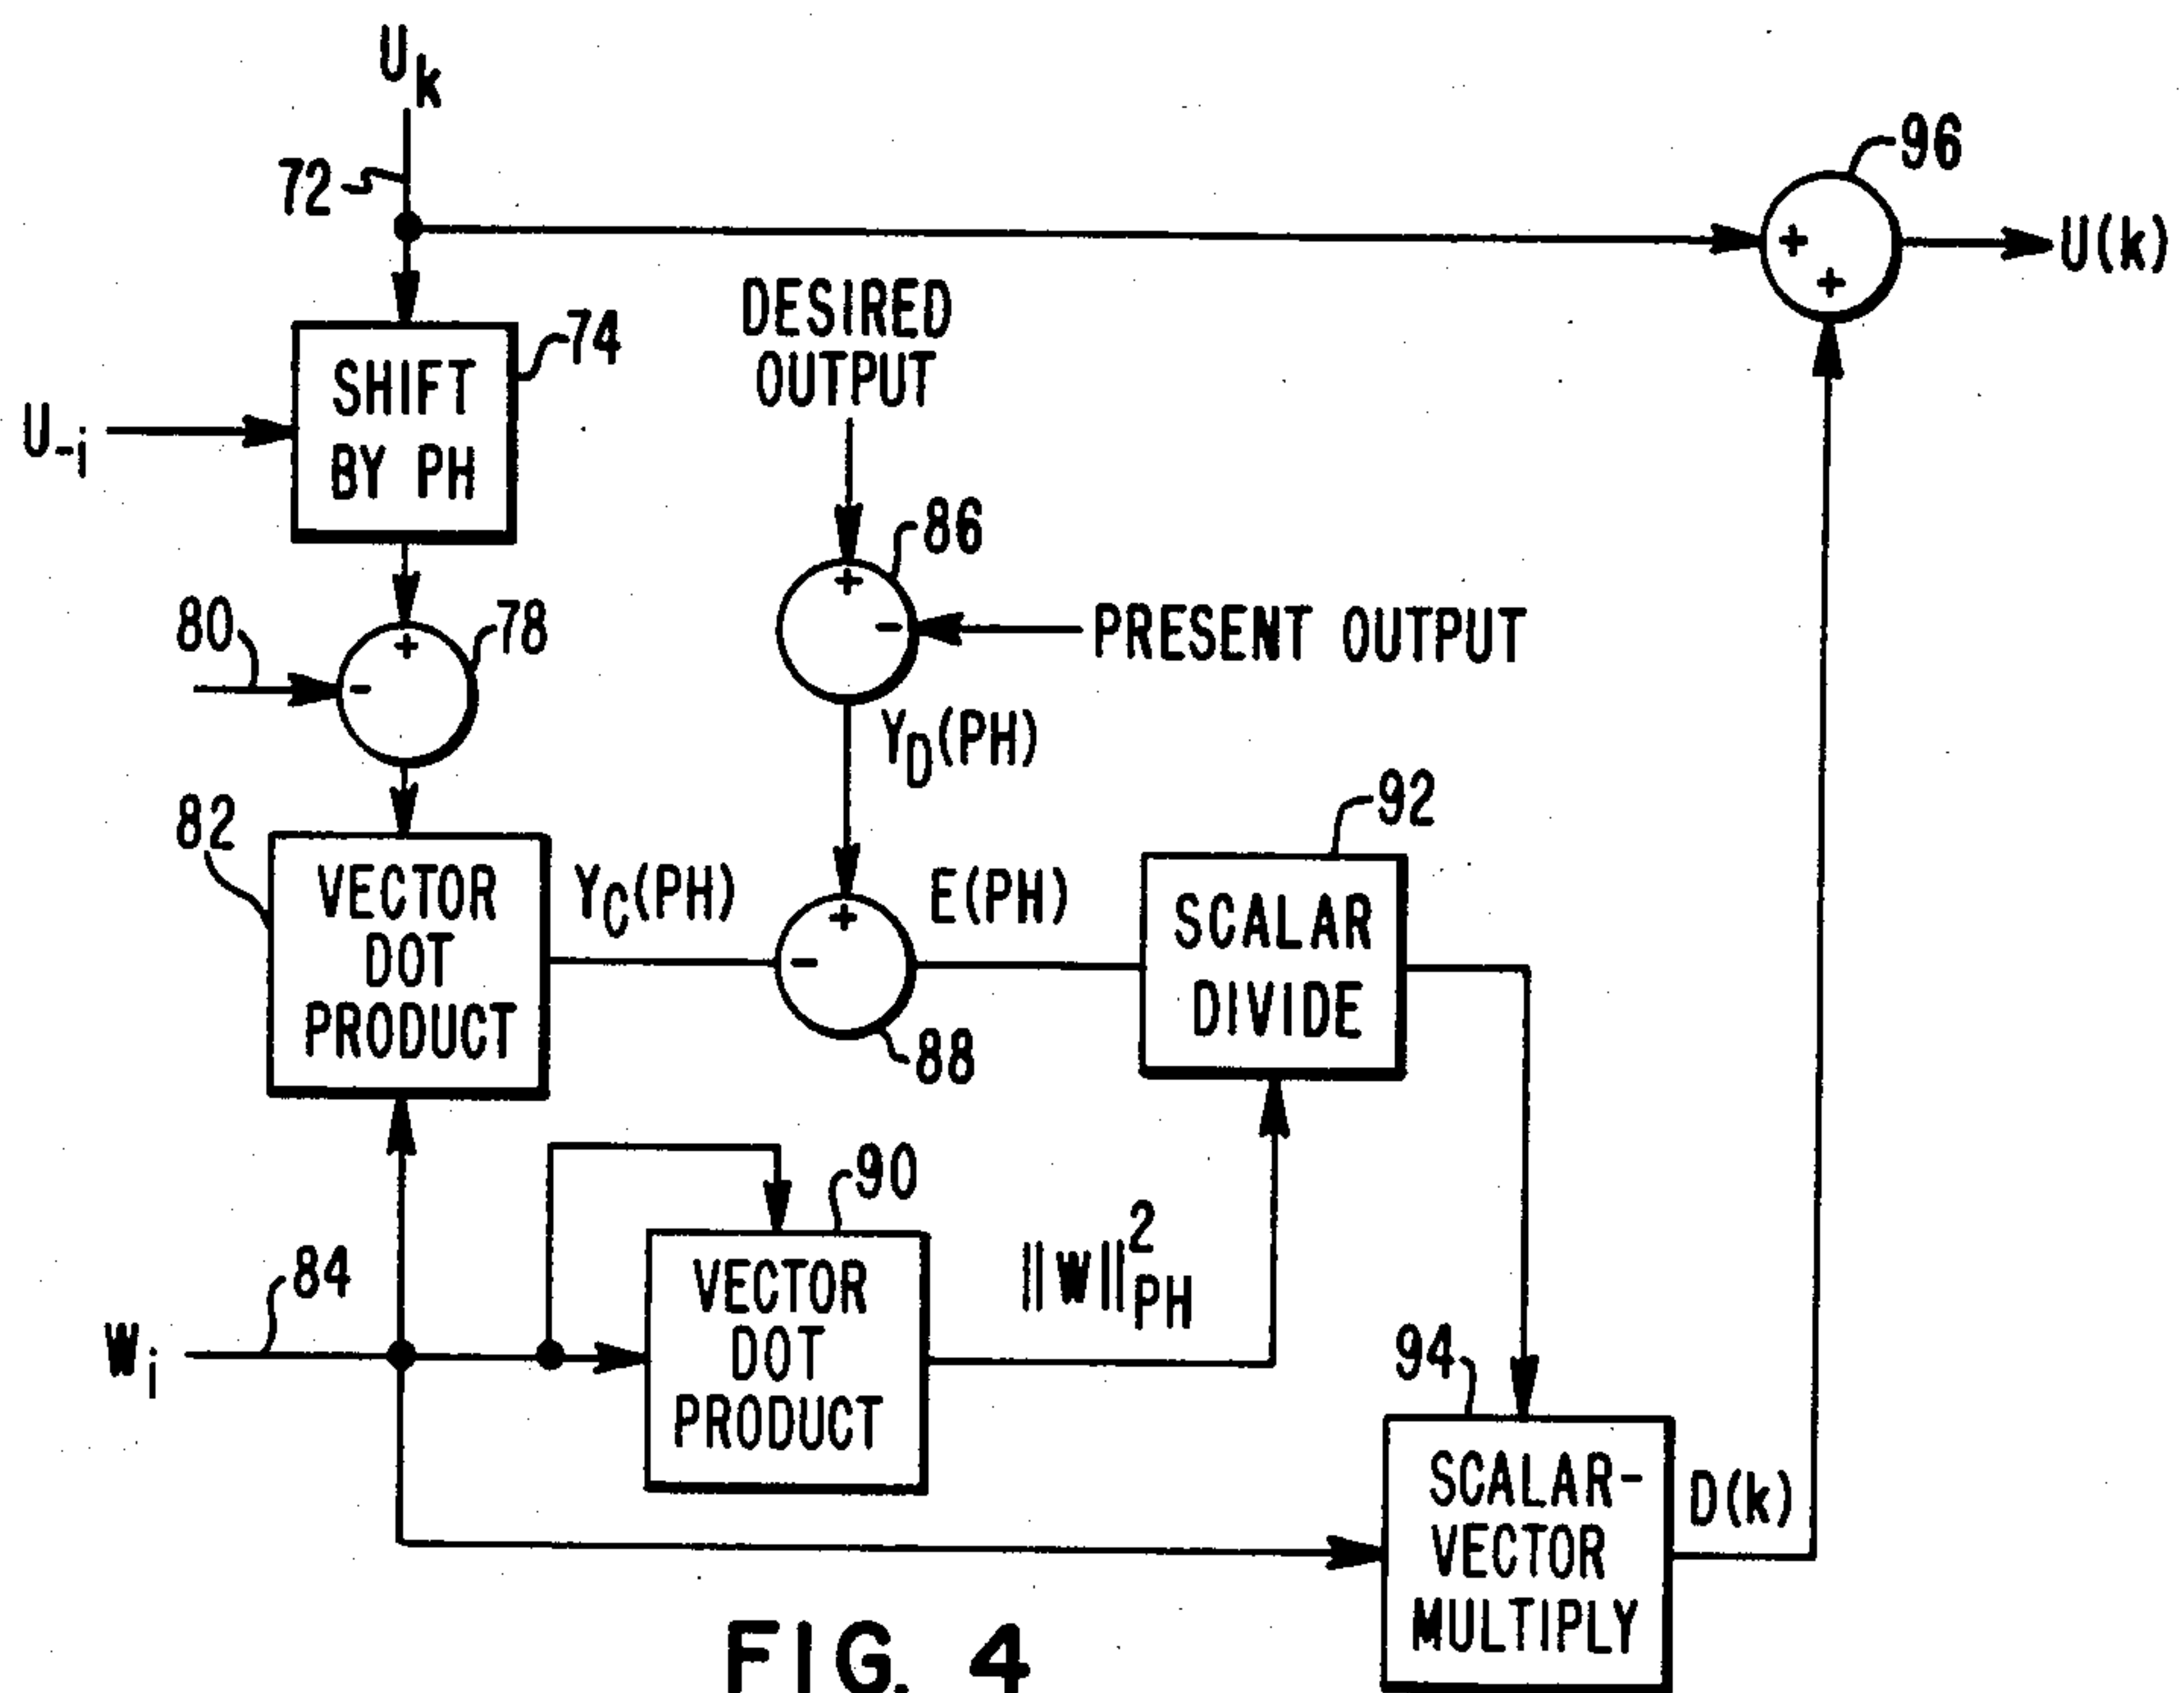 U_k
72
96
U(k)
DESIRED
OUTPUT
74
SHIFT
BY PH
U_-i
86
+
-
PRESENT OUTPUT
80
78
+
-
Y_D(PH)
82
VECTOR
DOT
PRODUCT
Y_C(PH)
+
-
88
E(PH)
92
SCALAR
DIVIDE
90
VECTOR
DOT
PRODUCT
||W||²_PH
84
W_i
94
SCALAR-
VECTOR
MULTIPLY
D(k)
+
+
FIG. 4